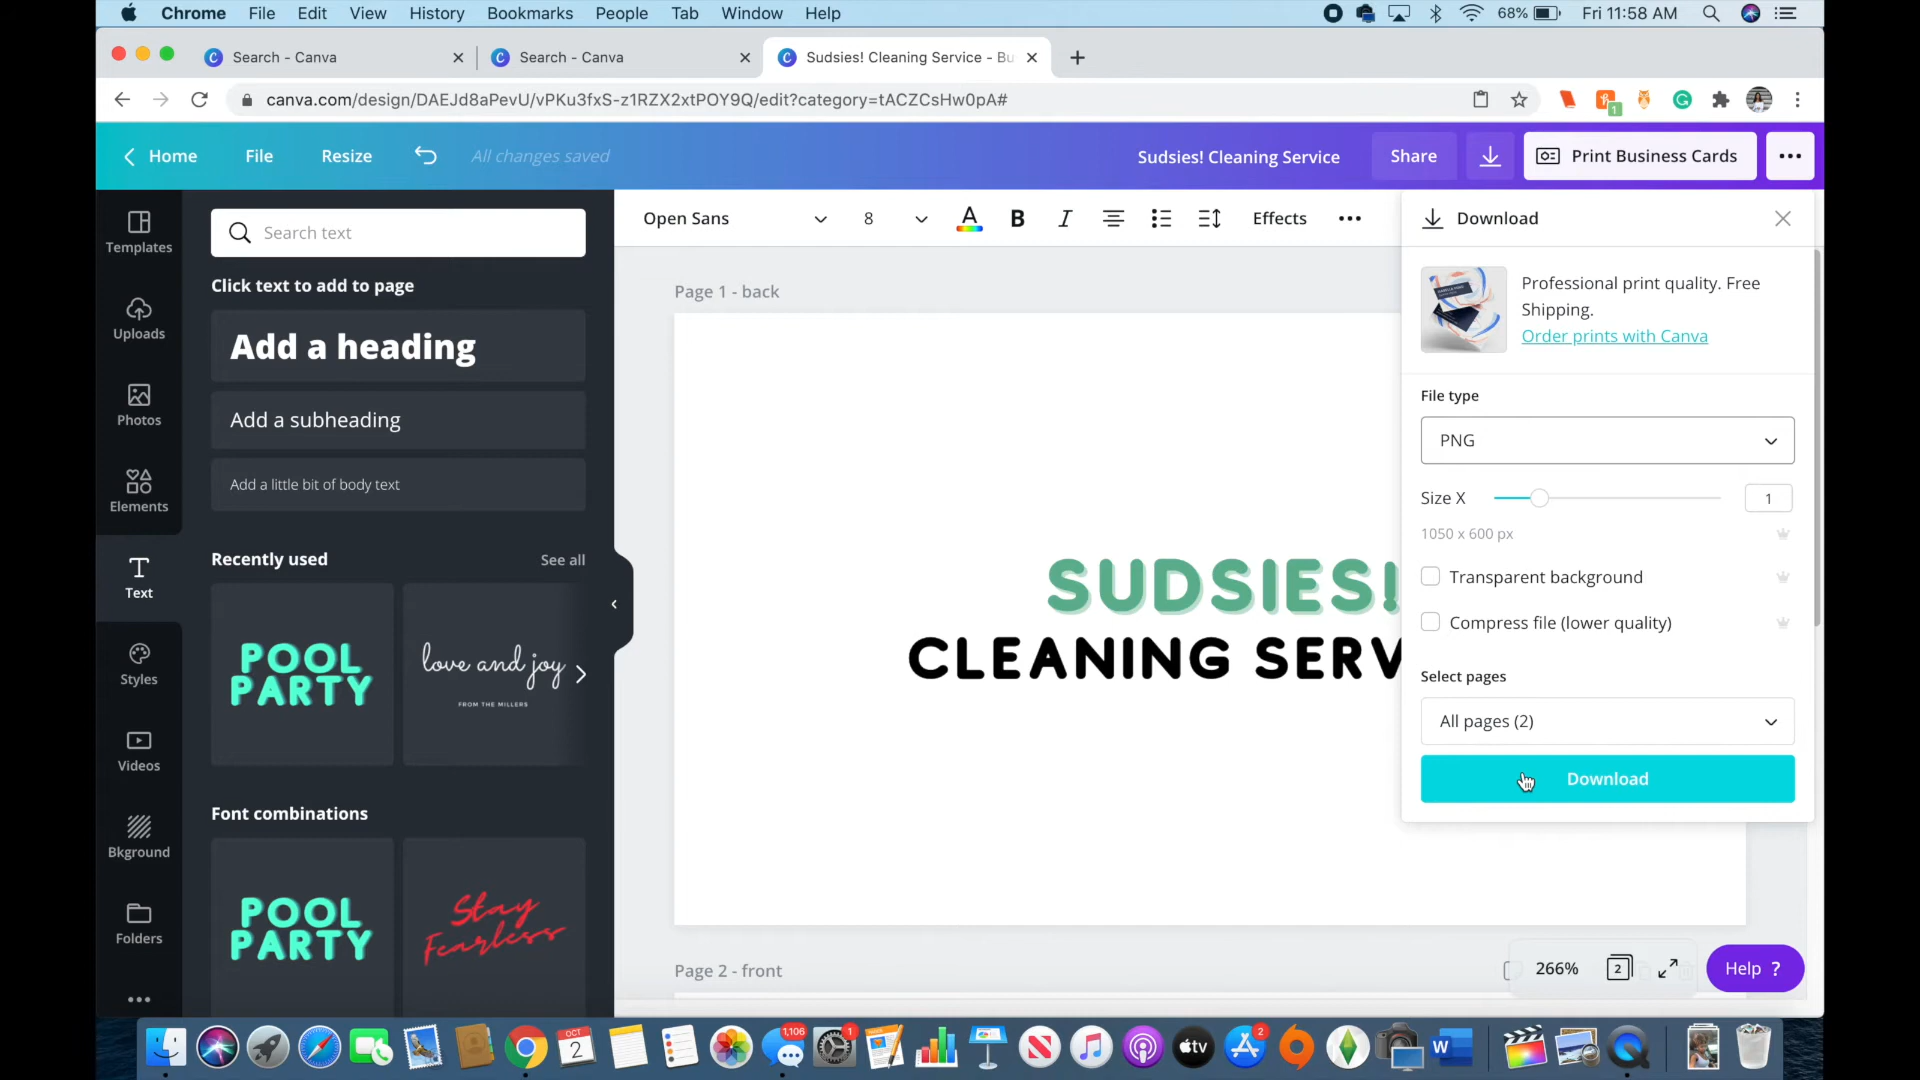 Chrome File Edit View History Bookmarks People Tab Window Help
68% Fri 11:58 AM
Search - Canva
Search - Canva
Sudsies! Cleaning Service - Bu
canva.com/design/DAEJd8aPevU/vPKu3fxS-z1RZX2xtPOY9Q/edit?category=tACZCsHw0pA#
1
Home File Resize All changes saved
Sudsies! Cleaning Service Share Print Business Cards
Templates
Uploads
Photos
Elements
Text
Styles
Videos
Bkground
Folders
Search text
Click text to add to page
Add a heading
Add a subheading
Add a little bit of body text
Recently used See all
POOL
PARTY
love and joy
FROM THE MILLERS
Font combinations
POOL
PARTY
Stay
Fearless
Open Sans 8 A B I Effects
Page 1 - back
SUDSIES!
CLEANING SERV
Page 2 - front
266% 2 Help ?
Download
Professional print quality. Free
Shipping.
Order prints with Canva
File type
PNG
Size X 1
1050 x 600 px
Transparent background
Compress file (lower quality)
Select pages
All pages (2)
Download
OCT
2
1,106
1
tv
2
W